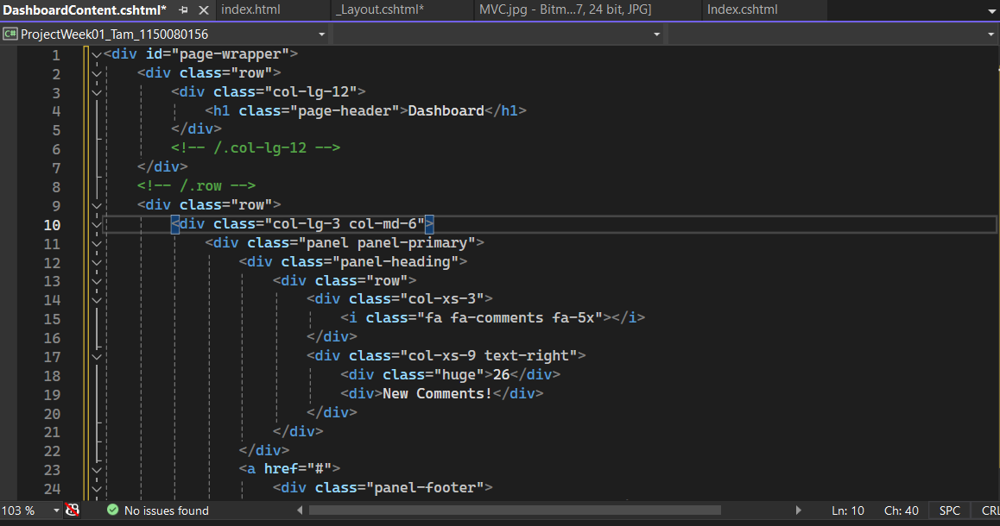 DashboardContent.cshtml* index.html _Layout.cshtml* MVC.jpg - Bitm...7, 24 bit, JPG] Index.cshtml
C# ProjectWeek01_Tam_1150080156
1 <div id="page-wrapper">
2 <div class="row">
3 <div class="col-lg-12">
4 <h1 class="page-header">Dashboard</h1>
5 </div>
6 <!-- /.col-lg-12 -->
7 </div>
8 <!-- /.row -->
9 <div class="row">
10 <div class="col-lg-3 col-md-6">
11 <div class="panel panel-primary">
12 <div class="panel-heading">
13 <div class="row">
14 <div class="col-xs-3">
15 <i class="fa fa-comments fa-5x"></i>
16 </div>
17 <div class="col-xs-9 text-right">
18 <div class="huge">26</div>
19 <div>New Comments!</div>
20 </div>
21 </div>
22 </div>
23 <a href="#">
24 <div class="panel-footer">
103 % No issues found Ln: 10 Ch: 40 SPC CRL